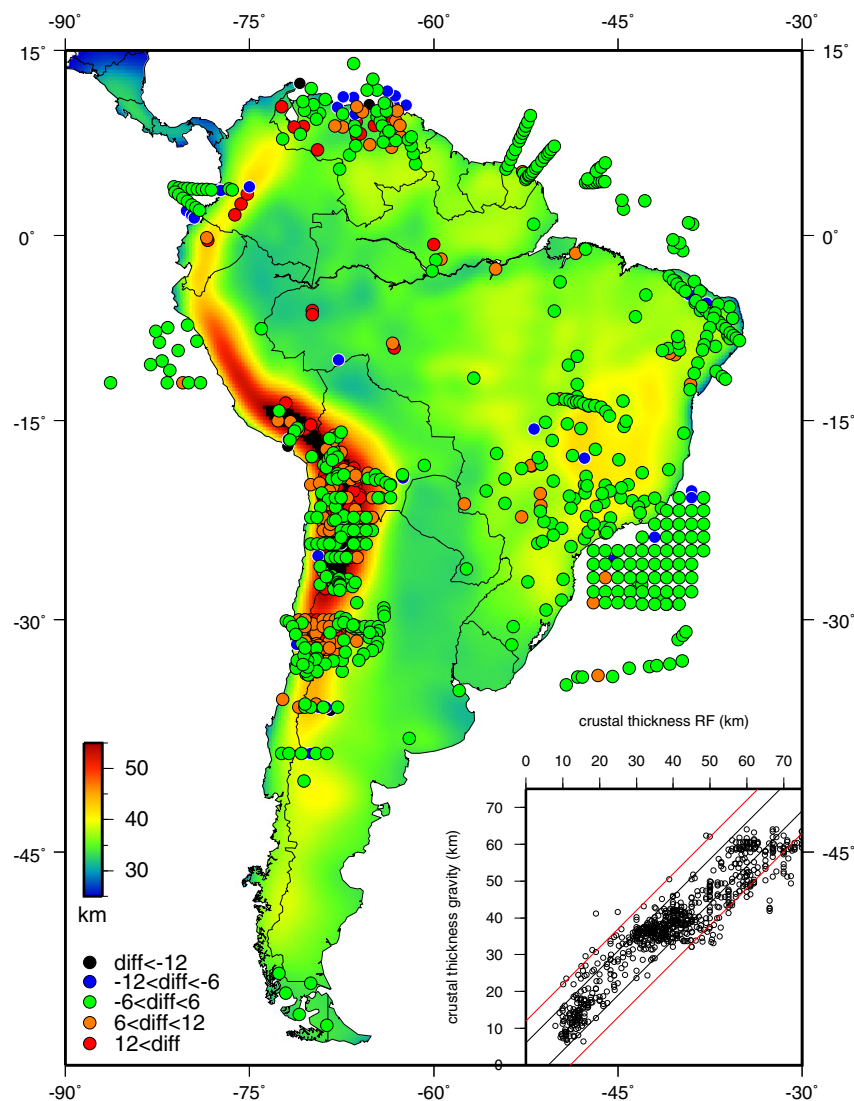 -90 -75 -60 -45 -30
15˚ 15˚
0˚ 0˚
-15˚ -15˚
-30˚ -30˚
crustal thickness RF (km)
0 10 20 30 40 50 60 70
50
40
30
km
-45˚ -45˚
crustal thickness gravity (km)
70
60
50
40
30
20
10
0
diff<-12
-12<diff<-6
-6<diff<6
6<diff<12
12<diff
-90 -75 -60 -45 -30